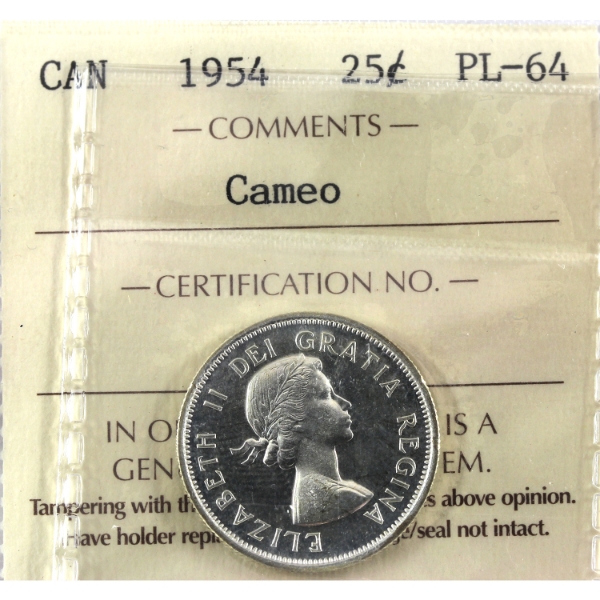 CAN 1954 25¢ PL-64
— COMMENTS —
Cameo
— CERTIFICATION NO. —
IN O IS A
GEN EM.
Tampering with th s above opinion.
Have holder repl e/seal not intact.
ELIZABETH II DEI GRATIA REGINA